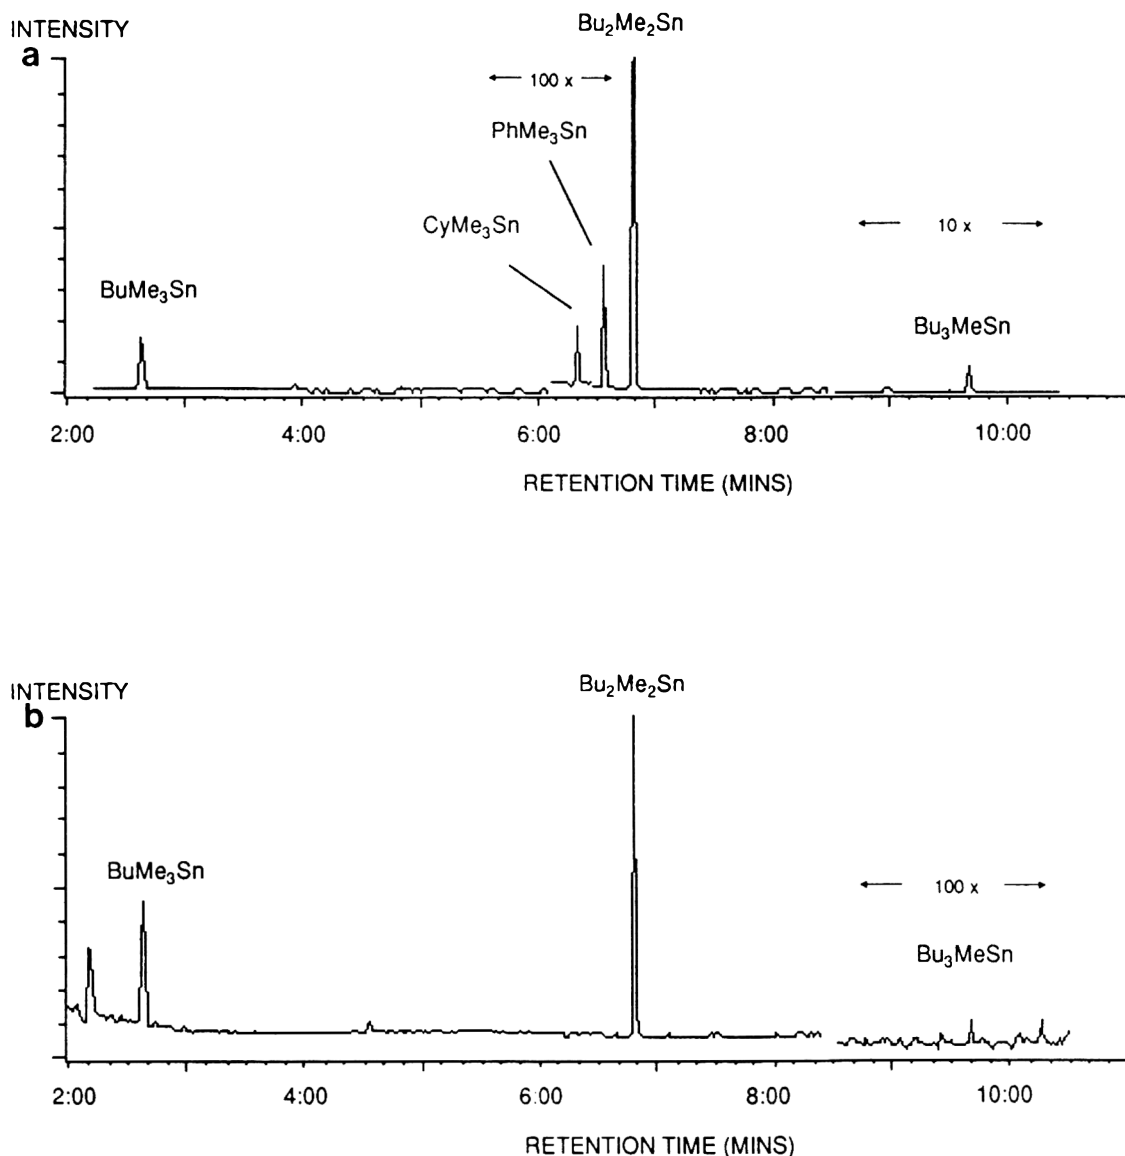 INTENSITY
a
Bu₂Me₂Sn
100 x
PhMe₃Sn
CyMe₃Sn
10 x
BuMe₃Sn
Bu₃MeSn
2:00 4:00 6:00 8:00 10:00
RETENTION TIME (MINS)
INTENSITY
b
Bu₂Me₂Sn
BuMe₃Sn
100 x
Bu₃MeSn
2:00 4:00 6:00 8:00 10:00
RETENTION TIME (MINS)